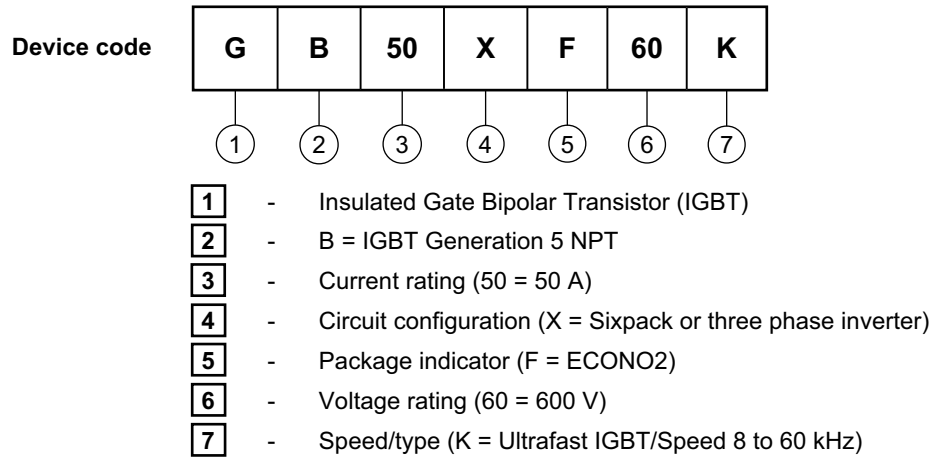 Device code G B 50 X F 60 K
1 2 3 4 5 6 7
1 - Insulated Gate Bipolar Transistor (IGBT)
2 - B = IGBT Generation 5 NPT
3 - Current rating (50 = 50 A)
4 - Circuit configuration (X = Sixpack or three phase inverter)
5 - Package indicator (F = ECONO2)
6 - Voltage rating (60 = 600 V)
7 - Speed/type (K = Ultrafast IGBT/Speed 8 to 60 kHz)